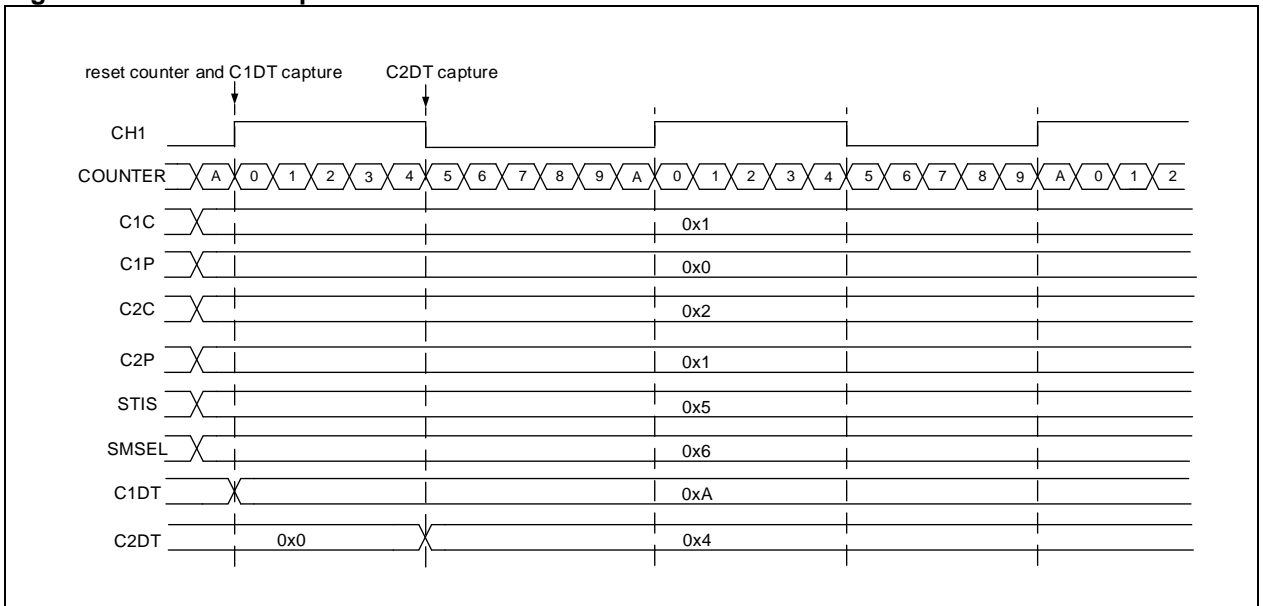 reset counter and C1DT capture C2DT capture
CH1
COUNTER A 0 1 2 3 4 5 6 7 8 9 A 0 1 2 3 4 5 6 7 8 9 A 0 1 2
C1C 0x1
C1P 0x0
C2C 0x2
C2P 0x1
STIS 0x5
SMSEL 0x6
C1DT 0xA
C2DT 0x0 0x4